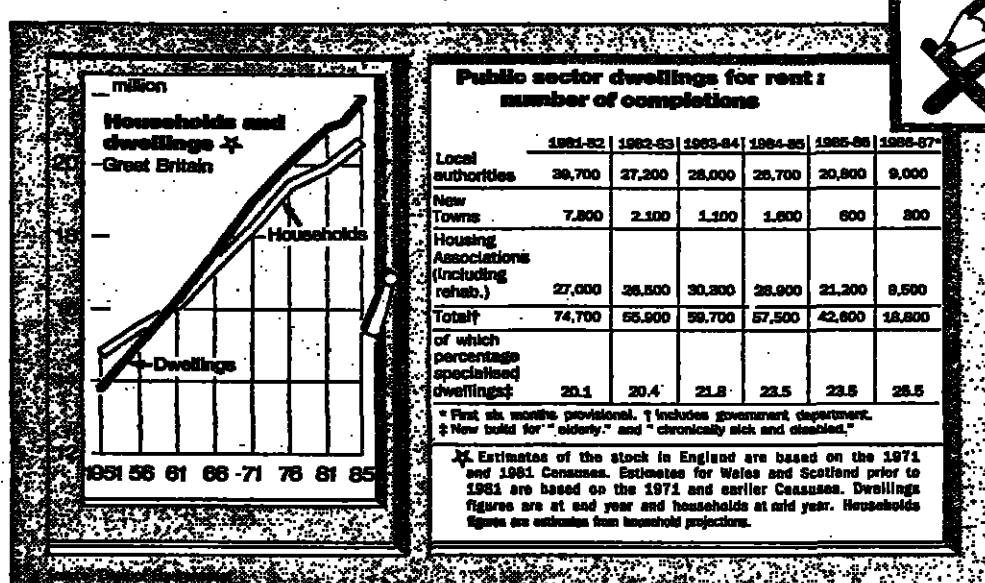 million
Households and
dwellings ☆
Great Britain
20
Households
Dwellings
1951 56 61 66 -71 76 81 85
Public sector dwellings for rent :
number of completions
1981-82 1982-83 1983-84 1984-85 1985-86 1986-87*
Local
authorities 39,700 27,200 28,000 26,700 20,800 9,000
New
Towns 7,800 2,100 1,100 1,600 600 300
Housing
Associations
(including
rehab.) 27,000 26,500 30,300 28,900 21,200 9,500
Total† 74,700 55,900 59,700 57,500 42,600 18,800
of which
percentage
specialised
dwellings‡ 20.1 20.4 21.8 23.5 23.5 26.5
* First six months provisional. † Includes government department.
‡ New build for " elderly." and " chronically sick and disabled."
☆ Estimates of the stock in England are based on the 1971
and 1981 Censuses. Estimates for Wales and Scotland prior to
1981 are based on the 1971 and earlier Censuses. Dwellings
figures are at end year and households at mid year. Households
figures are estimates from household projections.